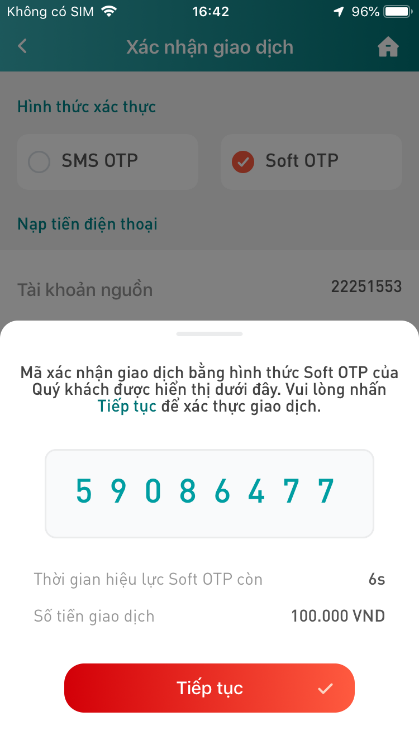 Không có SIM 16:42 96%
Xác nhận giao dịch
Hình thức xác thực
SMS OTP Soft OTP
Nạp tiền điện thoại
Tài khoản nguồn 22251553
Mã xác nhận giao dịch bằng hình thức Soft OTP của
Quý khách được hiển thị dưới đây. Vui lòng nhấn
Tiếp tục để xác thực giao dịch.
5 9 0 8 6 4 7 7
Thời gian hiệu lực Soft OTP còn 6s
Số tiền giao dịch 100.000 VND
Tiếp tục